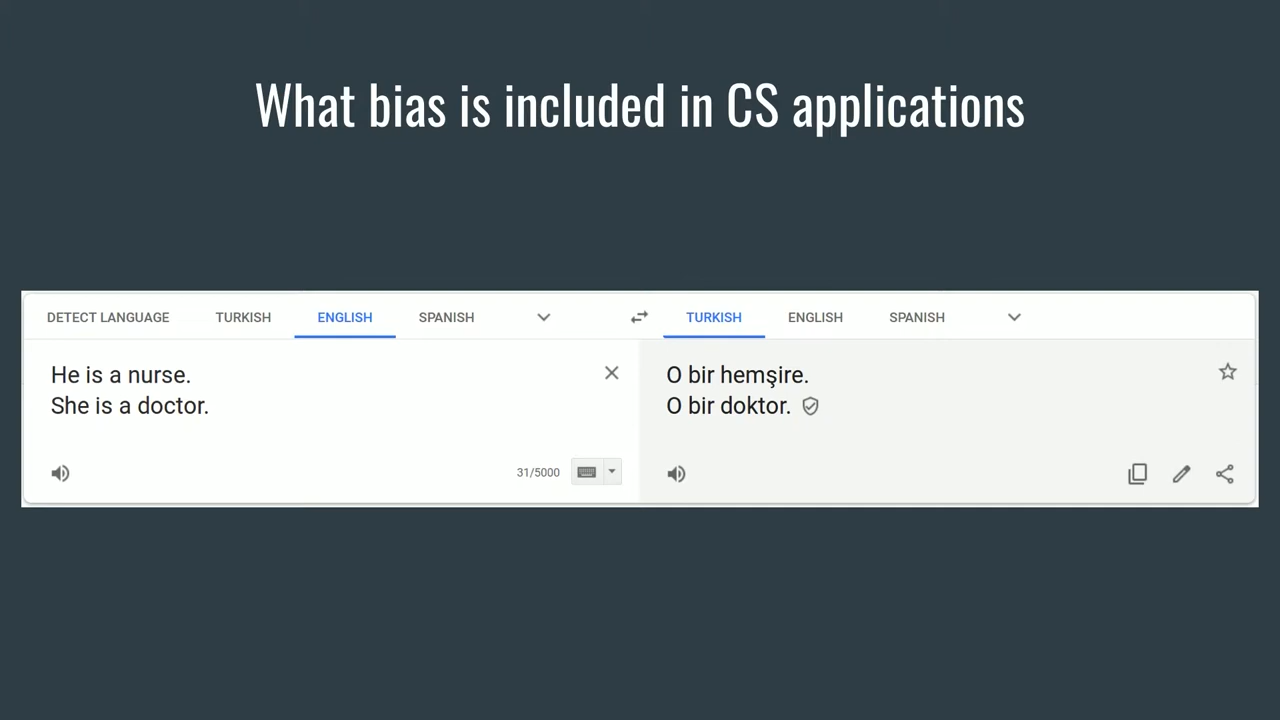 What bias is included in CS applications
DETECT LANGUAGE TURKISH ENGLISH SPANISH TURKISH ENGLISH SPANISH
He is a nurse.
She is a doctor.
31/5000
O bir hemşire.
O bir doktor.